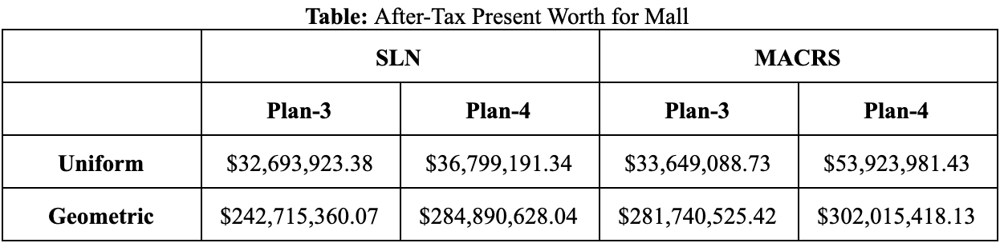 Table: After-Tax Present Worth for Mall
SLN MACRS
Plan-3 Plan-4 Plan-3 Plan-4
Uniform $32,693,923.38 $36,799,191.34 $33,649,088.73 $53,923,981.43
Geometric $242,715,360.07 $284,890,628.04 $281,740,525.42 $302,015,418.13